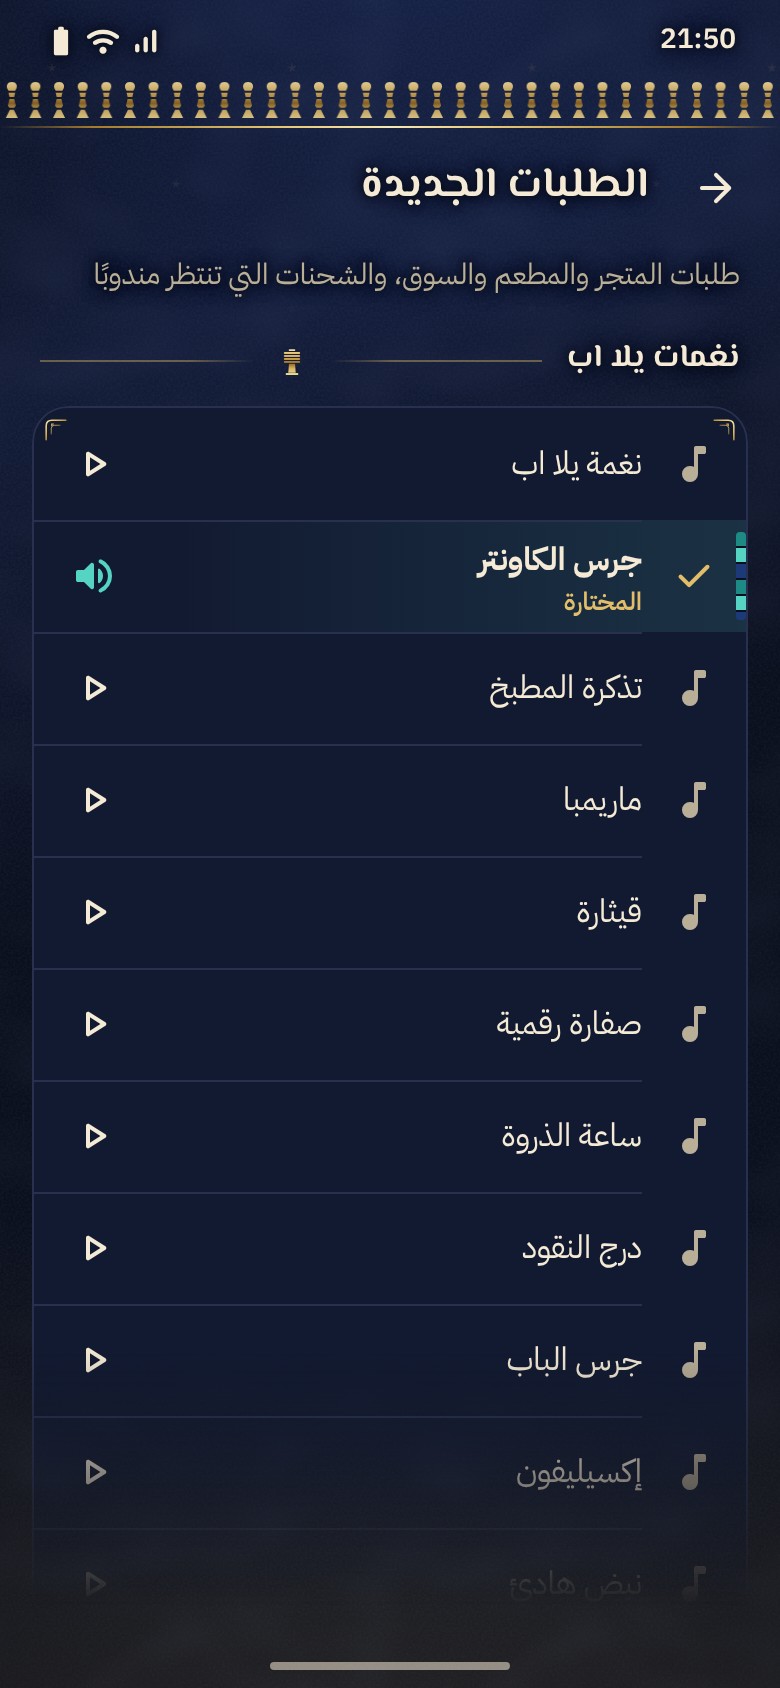 21:50
الطلبات الجديدة
طلبات المتجر والمطعم والسوق، والشحنات التي تنتظر مندوبًا
نغمات يلا اب
نغمة يلا اب
جرس الكاونتر
المختارة
تذكرة المطبخ
ماريمبا
قيثارة
صفارة رقمية
ساعة الذروة
درج النقود
جرس الباب
إكسيليفون
نبض هادئ